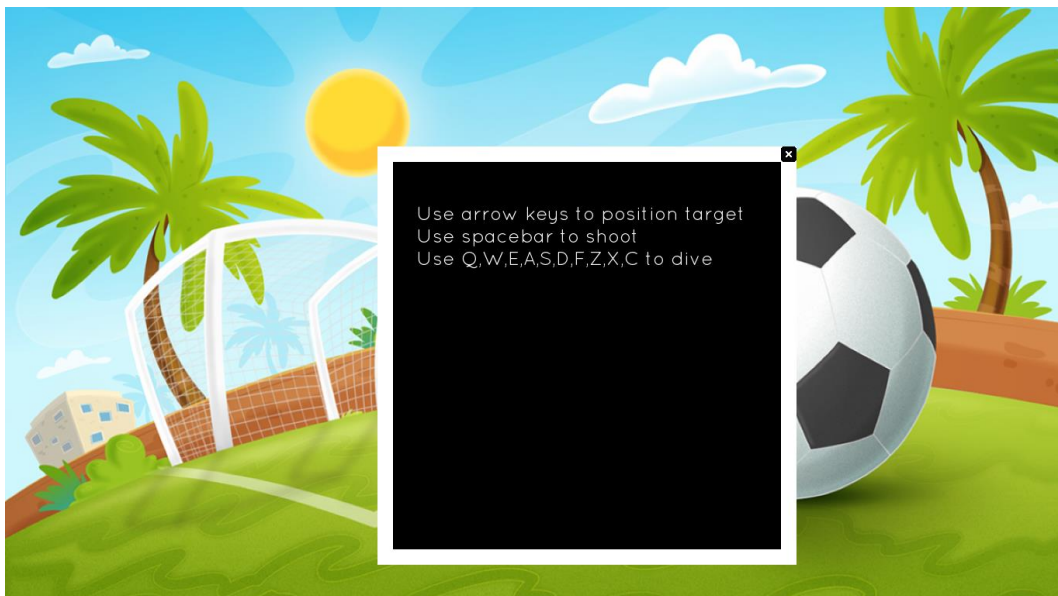 Use arrow keys to position target
Use spacebar to shoot
Use Q,W,E,A,S,D,F,Z,X,C to dive